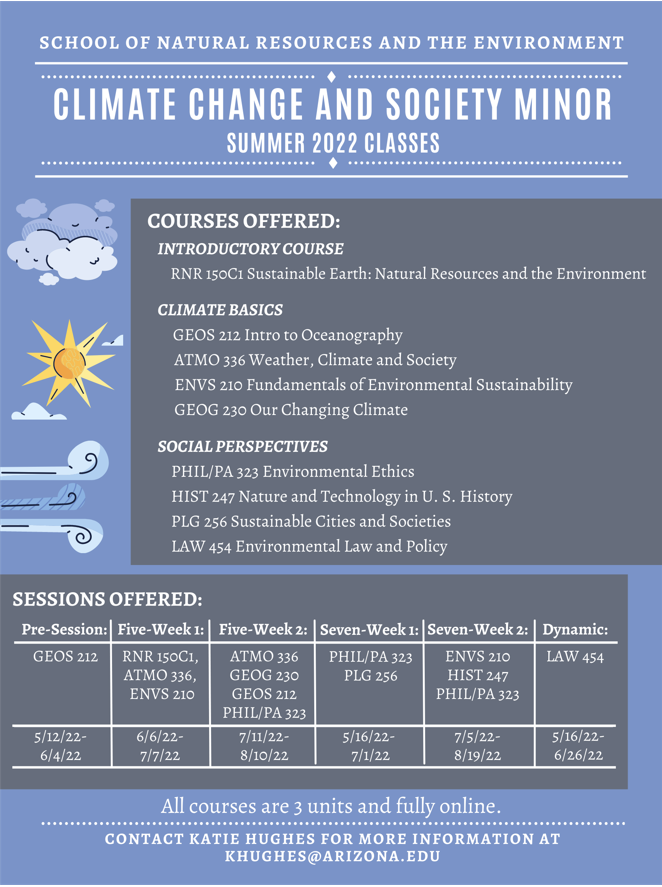 SCHOOL OF NATURAL RESOURCES AND THE ENVIRONMENT
CLIMATE CHANGE AND SOCIETY MINOR
SUMMER 2022 CLASSES
COURSES OFFERED:
INTRODUCTORY COURSE
RNR 150C1 Sustainable Earth: Natural Resources and the Environment
CLIMATE BASICS
GEOS 212 Intro to Oceanography
ATMO 336 Weather, Climate and Society
ENVS 210 Fundamentals of Environmental Sustainability
GEOG 230 Our Changing Climate
SOCIAL PERSPECTIVES
PHIL/PA 323 Environmental Ethics
HIST 247 Nature and Technology in U. S. History
PLG 256 Sustainable Cities and Societies
LAW 454 Environmental Law and Policy
SESSIONS OFFERED:
Pre-Session: Five-Week 1: Five-Week 2: Seven-Week 1: Seven-Week 2: Dynamic:
GEOS 212 RNR 150C1, ATMO 336 PHIL/PA 323 ENVS 210 LAW 454
ATMO 336, GEOG 230 PLG 256 HIST 247
ENVS 210 GEOS 212 PHIL/PA 323
PHIL/PA 323
5/12/22- 6/6/22- 7/11/22- 5/16/22- 7/5/22- 5/16/22-
6/4/22 7/7/22 8/10/22 7/1/22 8/19/22 6/26/22
All courses are 3 units and fully online.
CONTACT KATIE HUGHES FOR MORE INFORMATION AT
KHUGHES@ARIZONA.EDU